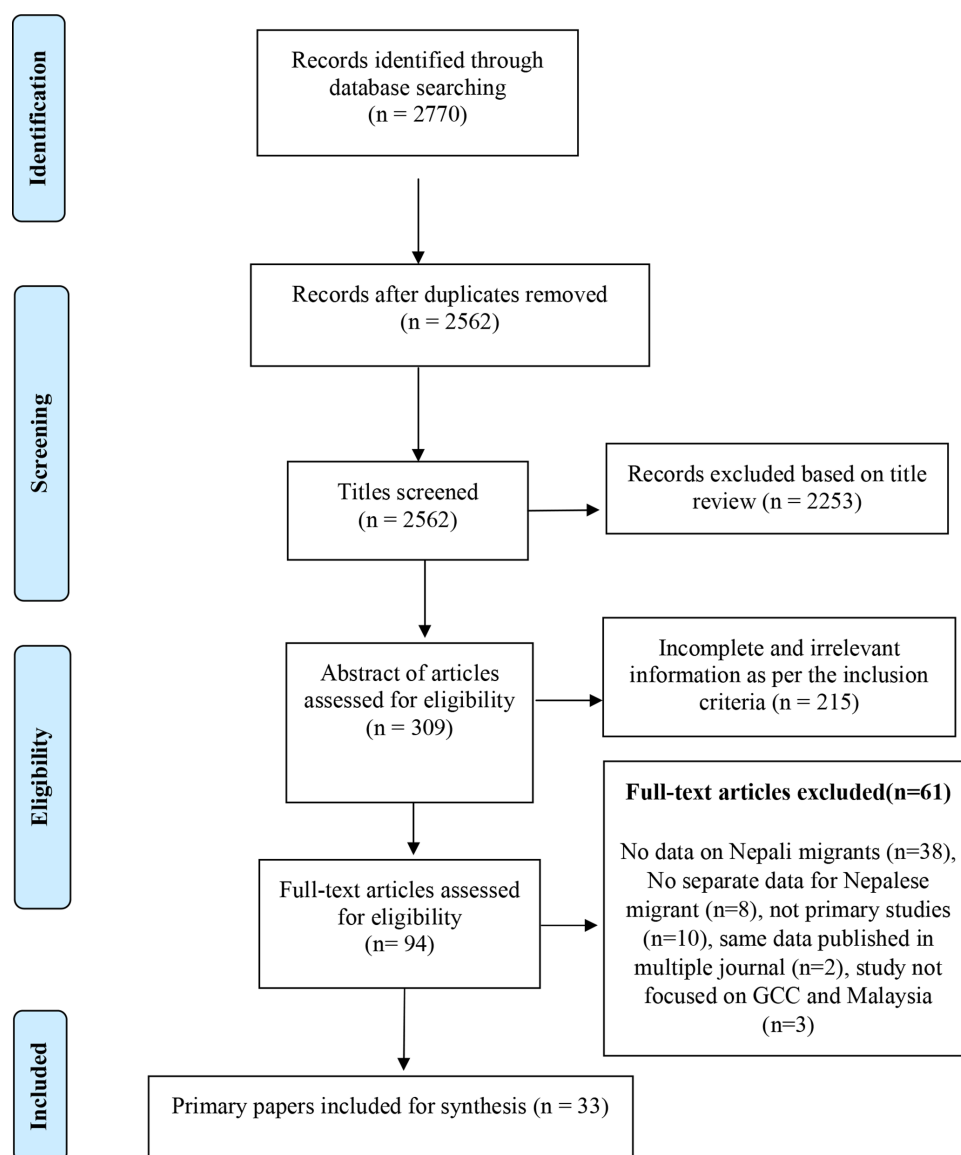 Identification
Records identified through
database searching
(n = 2770)
Records after duplicates removed
(n = 2562)
Screening
Titles screened
(n = 2562)
Records excluded based on title
review (n = 2253)
Eligibility
Abstract of articles
assessed for eligibility
(n = 309)
Incomplete and irrelevant
information as per the inclusion
criteria (n = 215)
Full-text articles assessed
for eligibility
(n= 94)
Full-text articles excluded(n=61)
No data on Nepali migrants (n=38),
No separate data for Nepalese
migrant (n=8), not primary studies
(n=10), same data published in
multiple journal (n=2), study not
focused on GCC and Malaysia
(n=3)
Included
Primary papers included for synthesis (n = 33)